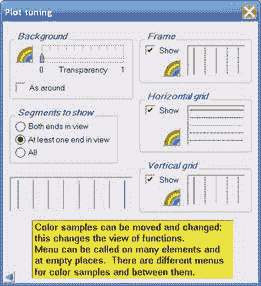 Plot tuning
Background
0 Transparency 1
As around
Segments to show
Both ends in view
At least one end in view
All
Frame
Show
Horizontal grid
Show
Vertical grid
Show
Color samples can be moved and changed;
this changes the view of functions.
Menu can be called on many elements and
at empty places. There are different menus
for color samples and between them.